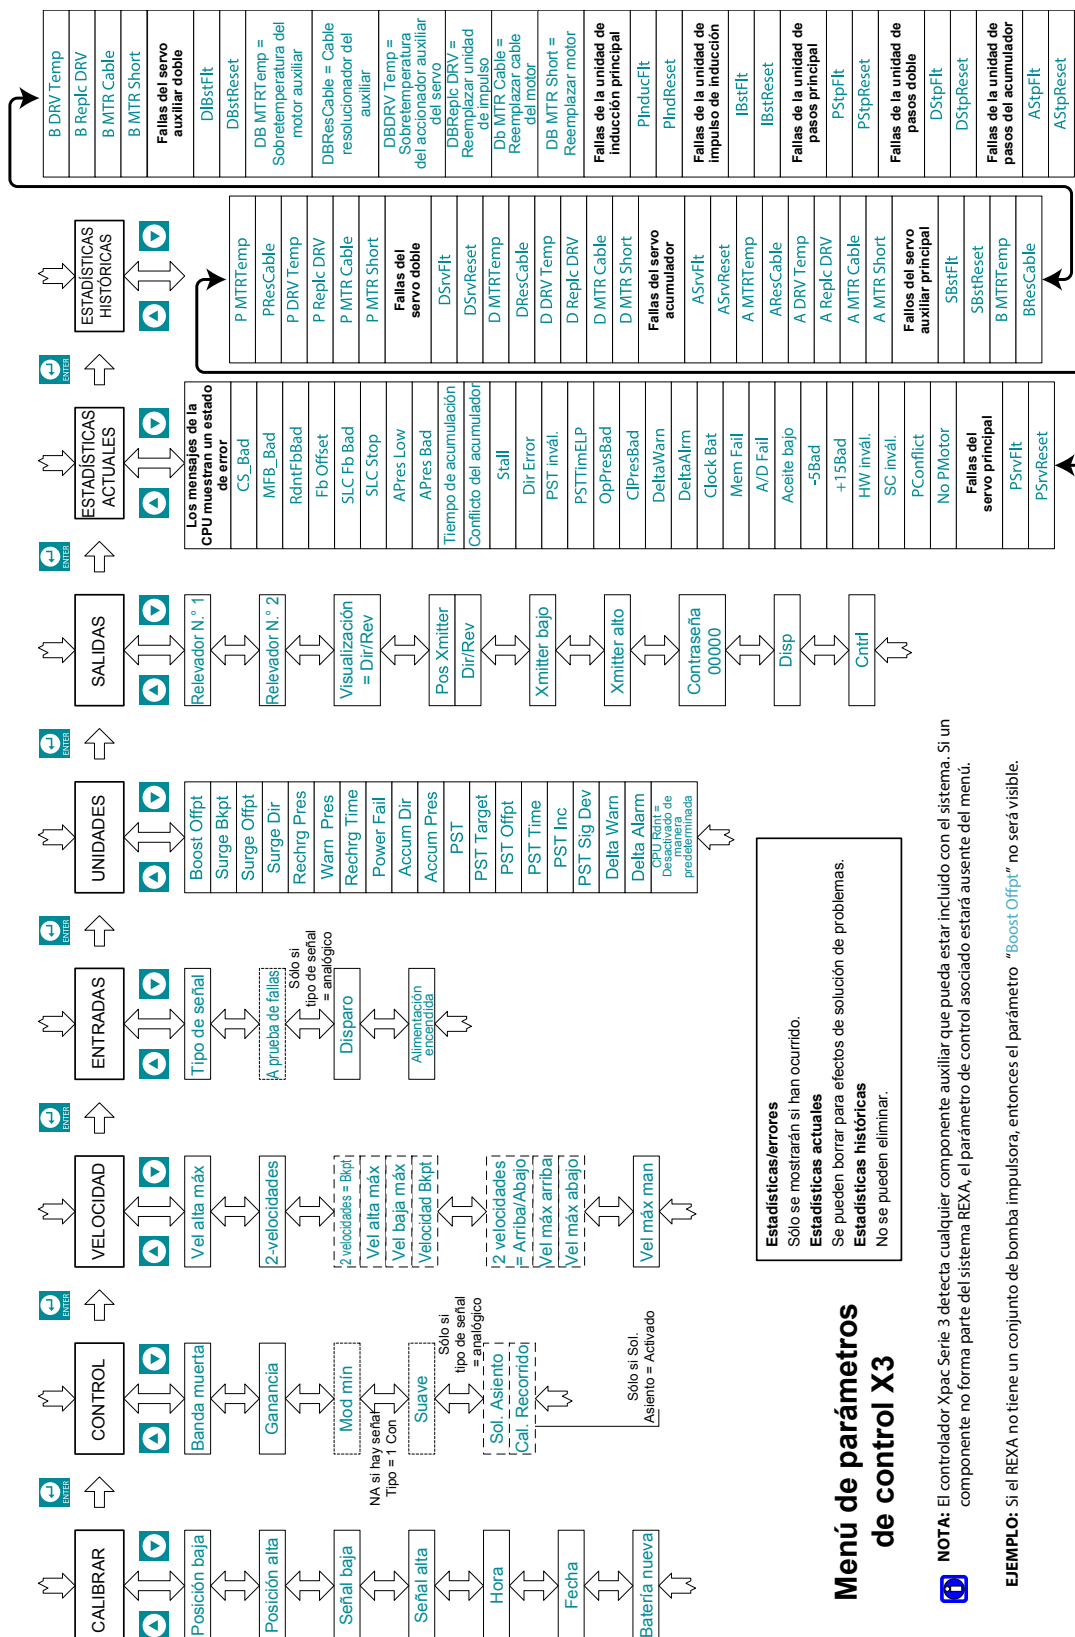 CALIBRAR
Posición baja
Posición alta
Señal baja
Señal alta
Hora
Fecha
Batería nueva
ENTER
CONTROL
Banda muerta
Ganancia
Mod mín
NA si hay señal
Tipo = 1 Con
Suave
Sólo si
tipo de señal
= analógico
Sol. Asiento
Cal. Recorrido
Sólo si Sol.
Asiento = Activado
ENTER
VELOCIDAD
Vel alta máx
2-velocidades
2 velocidades = Bkpt
Vel alta máx
Vel baja máx
Velocidad Bkpt
2 velocidades
= Arriba/Abajo
Vel máx arriba
Vel máx abajo
Vel máx man
ENTER
ENTRADAS
Tipo de señal
A prueba de fallas
Sólo si
tipo de señal
= analógico
Disparo
Alimentación
encendida
ENTER
UNIDADES
Boost Offpt
Surge Bkpt
Surge Offpt
Surge Dir
Rechrg Pres
Warn Pres
Rechrg Time
Power Fail
Accum Dir
Accum Pres
PST
PST Target
PST Offpt
PST Time
PST Inc
PST Sig Dev
Delta Warn
Delta Alarm
CPU Rdnt =
Desactivado de
manera
predeterminada
ENTER
SALIDAS
Relevador N.° 1
Relevador N.° 2
Visualización
= Dir/Rev
Pos Xmitter
Dir/Rev
Xmitter bajo
Xmitter alto
Contraseña
00000
Disp
Cntrl
ENTER
ESTADÍSTICAS
ACTUALES
Los mensajes de la
CPU muestran un estado
de error
CS_Bad
MFB_Bad
RdntFbBad
Fb Offset
SLC Fb Bad
SLC Stop
APres Low
APres Bad
Tiempo de acumulación
Conflicto del acumulador
Stall
Dir Error
PST invál.
PSTTimELP
OpPresBad
ClPresBad
DeltaWarn
DeltaAlrm
Clock Bat
Mem Fail
A/D Fail
Aceite bajo
-5Bad
+15Bad
HW invál.
SC invál.
PConflict
No PMotor
Fallas del
servo principal
PSrvFlt
PSrvReset
ENTER
ESTADÍSTICAS
HISTÓRICAS
P MTRTemp
PResCable
P DRV Temp
P Replc DRV
P MTR Cable
P MTR Short
Fallas del
servo doble
DSrvFlt
DSrvReset
D MTRTemp
DResCable
D DRV Temp
D Replc DRV
D MTR Cable
D MTR Short
Fallas del servo
acumulador
ASrvFlt
ASrvReset
A MTRTemp
AResCable
A DRV Temp
A Replc DRV
A MTR Cable
A MTR Short
Fallos del servo
auxiliar principal
SBstFlt
SBstReset
B MTRTemp
BResCable
B DRV Temp
B Replc DRV
B MTR Cable
B MTR Short
Fallas del servo
auxiliar doble
DIBstFlt
DBstReset
DB MTRTemp =
Sobretemperatura del
motor auxiliar
DBResCable = Cable
resolucionador del
auxiliar
DBDRV Temp =
Sobretemperatura
del accionador auxiliar
del servo
DBReplc DRV =
Reemplazar unidad
de impulso
Db MTR Cable =
Reemplazar cable
del motor
DB MTR Short =
Reemplazar motor
Fallas de la unidad de
inducción principal
PInducFlt
PIndReset
Fallas de la unidad de
impulso de inducción
IBstFlt
IBstReset
Fallas de la unidad de
pasos principal
PStpFlt
PStpReset
Fallas de la unidad de
pasos doble
DStpFlt
DStpReset
Fallas de la unidad de
pasos del acumulador
AStpFlt
AStpReset
Estadísticas/errores
Sólo se mostrarán si han ocurrido.
Estadísticas actuales
Se pueden borrar para efectos de solución de problemas.
Estadísticas históricas
No se pueden eliminar.
Menú de parámetros
de control X3
NOTA: El controlador Xpac Serie 3 detecta cualquier componente auxiliar que pueda estar incluido con el sistema. Si un
componente no forma parte del sistema REXA, el parámetro de control asociado estará ausente del menú.
EJEMPLO: Si el REXA no tiene un conjunto de bomba impulsora, entonces el parámetro "Boost Offpt" no será visible.